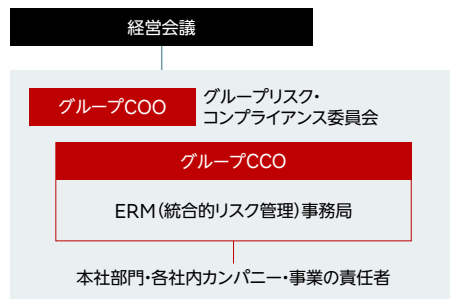 経営会議
グループCOO
グループリスク・
コンプライアンス委員会
グループCCO
ERM（統合的リスク管理）事務局
本社部門・各社内カンパニー・事業の責任者